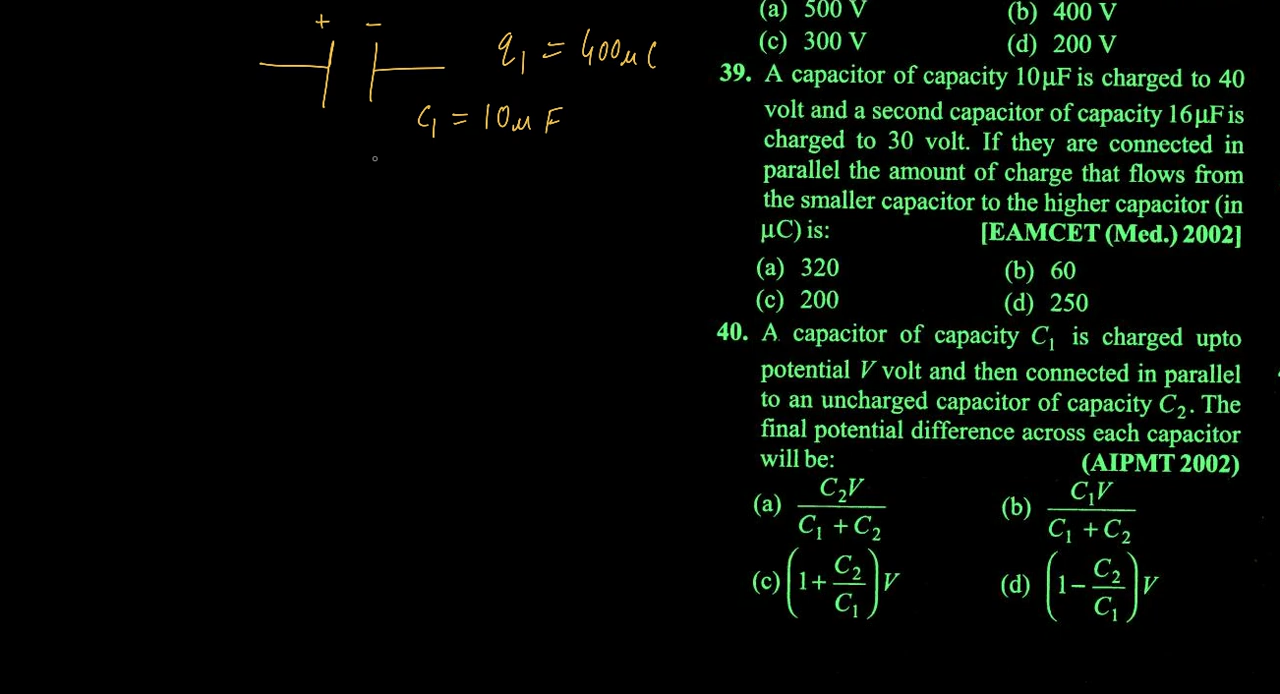 + −
q₁ = 400 μC
C₁ = 10 μF
(a) 500 V (b) 400 V
(c) 300 V (d) 200 V
39. A capacitor of capacity 10μF is charged to 40
volt and a second capacitor of capacity 16μF is
charged to 30 volt. If they are connected in
parallel the amount of charge that flows from
the smaller capacitor to the higher capacitor (in
μC) is: [EAMCET (Med.) 2002]
(a) 320 (b) 60
(c) 200 (d) 250
40. A capacitor of capacity C₁ is charged upto
potential V volt and then connected in parallel
to an uncharged capacitor of capacity C₂. The
final potential difference across each capacitor
will be: (AIPMT 2002)
(a) C₂V / (C₁ + C₂) (b) C₁V / (C₁ + C₂)
(c) (1 + C₂/C₁) V (d) (1 − C₂/C₁) V